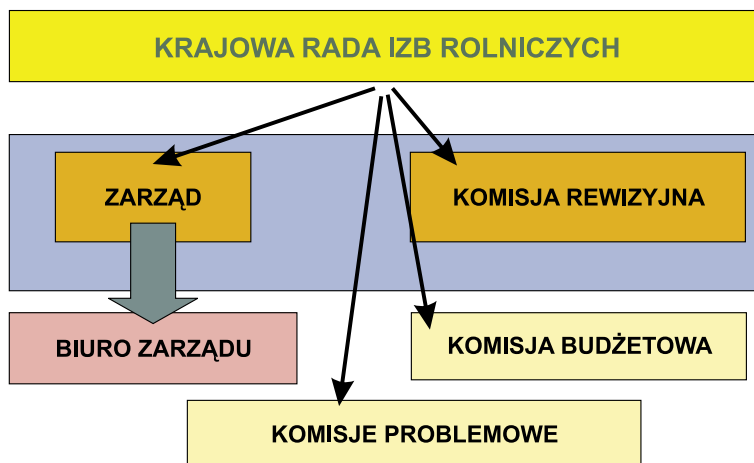 KRAJOWA RADA IZB ROLNICZYCH
ZARZĄD
KOMISJA REWIZYJNA
BIURO ZARZĄDU
KOMISJA BUDŻETOWA
KOMISJE PROBLEMOWE